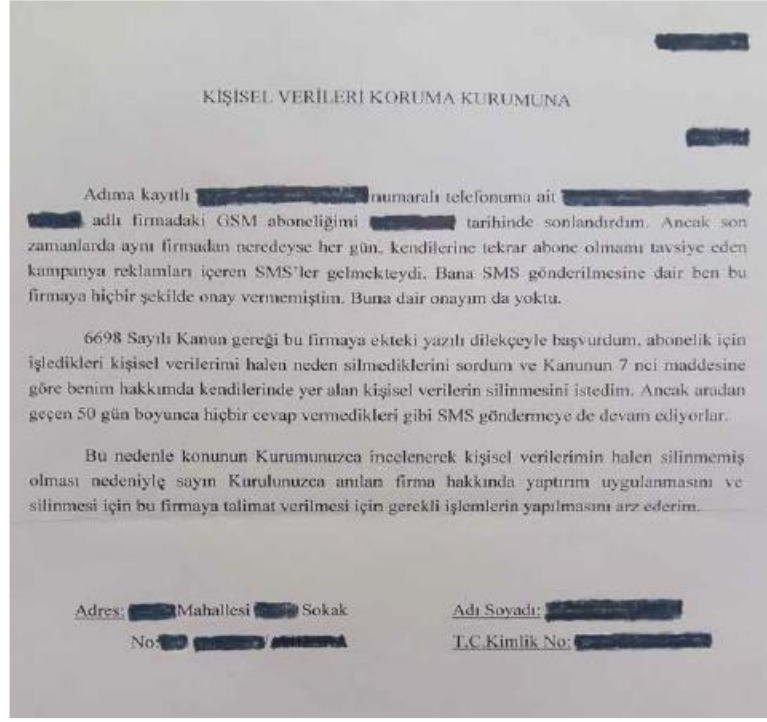 KİŞİSEL VERİLERİ KORUMA KURUMUNA
Adıma kayıtlı numaralı telefonuma ait
adlı firmadaki GSM aboneliğimi tarihinde sonlandırdım. Ancak son
zamanlarda aynı firmadan neredeyse her gün, kendilerine tekrar abone olmamı tavsiye eden
kampanya reklamları içeren SMS'ler gelmekteydi. Bana SMS gönderilmesine dair ben bu
firmaya hiçbir şekilde onay vermemiştim. Buna dair onayım da yoktu.
6698 Sayılı Kanun gereği bu firmaya ekteki yazılı dilekçeyle başvurdum, abonelik için
işledikleri kişisel verilerimi halen neden silmediklerini sordum ve Kanunun 7 nci maddesine
göre benim hakkımda kendilerinde yer alan kişisel verilerin silinmesini istedim. Ancak aradan
geçen 50 gün boyunca hiçbir cevap vermedikleri gibi SMS göndermeye de devam ediyorlar.
Bu nedenle konunun Kurumunuzca incelenerek kişisel verilerimin halen silinmemiş
olması nedeniyle sayın Kurulunuzca anılan firma hakkında yaptırım uygulanmasını ve
silinmesi için bu firmaya talimat verilmesi için gerekli işlemlerin yapılmasını arz ederim.
Adres: Mahallesi Sokak
Adı Soyadı:
No: /
T.C.Kimlik No: